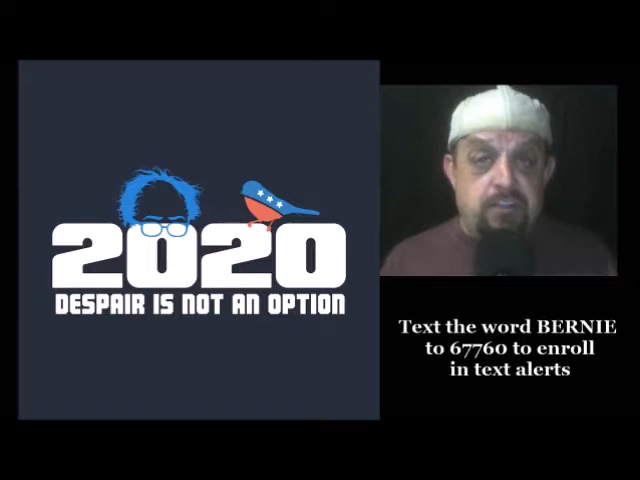 2020
DESPAIR IS NOT AN OPTION
Text the word BERNIE
to 67760 to enroll
in text alerts